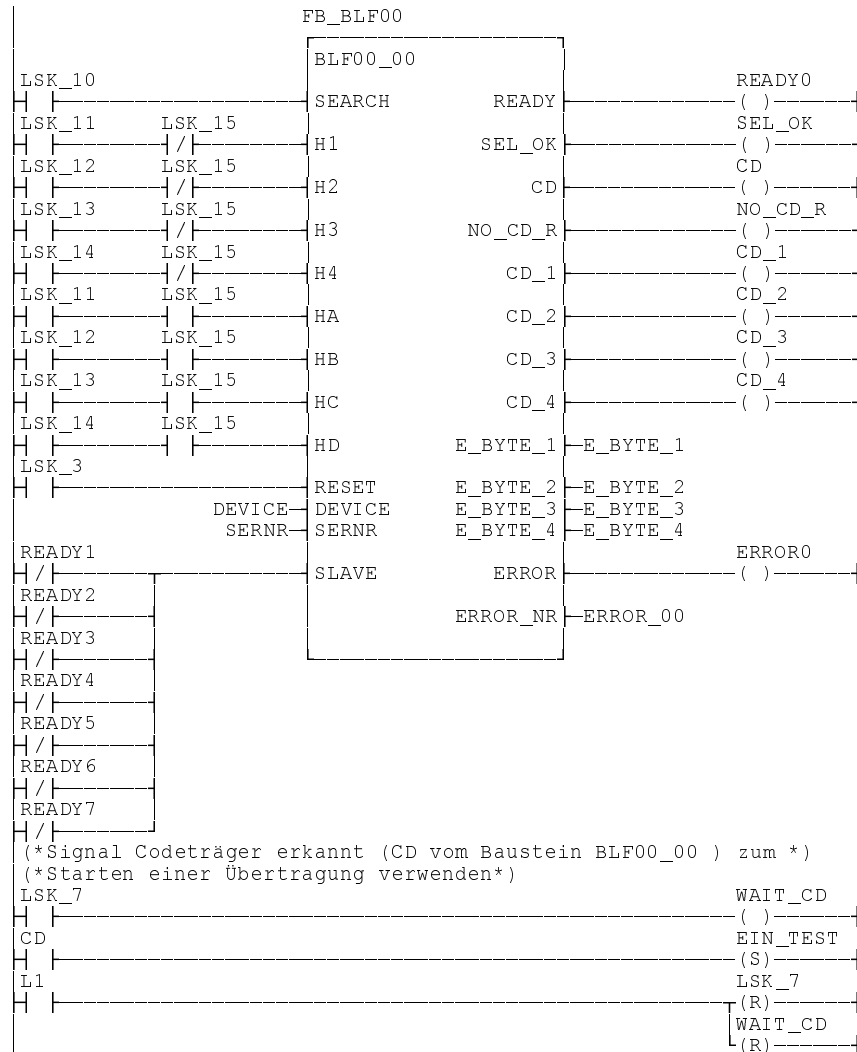 FB_BLF00
BLF00_00
LSK_10 READY0
SEARCH READY ( )
LSK_11 LSK_15 SEL_OK
/ H1 SEL_OK ( )
LSK_12 LSK_15 CD
/ H2 CD ( )
LSK_13 LSK_15 NO_CD_R
/ H3 NO_CD_R ( )
LSK_14 LSK_15 CD_1
/ H4 CD_1 ( )
LSK_11 LSK_15 CD_2
HA CD_2 ( )
LSK_12 LSK_15 CD_3
HB CD_3 ( )
LSK_13 LSK_15 CD_4
HC CD_4 ( )
LSK_14 LSK_15
HD E_BYTE_1 E_BYTE_1
LSK_3
RESET E_BYTE_2 E_BYTE_2
DEVICE DEVICE E_BYTE_3 E_BYTE_3
SERNR SERNR E_BYTE_4 E_BYTE_4
READY1 ERROR0
/ SLAVE ERROR ( )
READY2
/ ERROR_NR ERROR_00
READY3
/
READY4
/
READY5
/
READY6
/
READY7
/
(*Signal Codeträger erkannt (CD vom Baustein BLF00_00 ) zum *)
(*Starten einer Übertragung verwenden*)
LSK_7 WAIT_CD
( )
CD EIN_TEST
(S)
L1 LSK_7
(R)
WAIT_CD
(R)